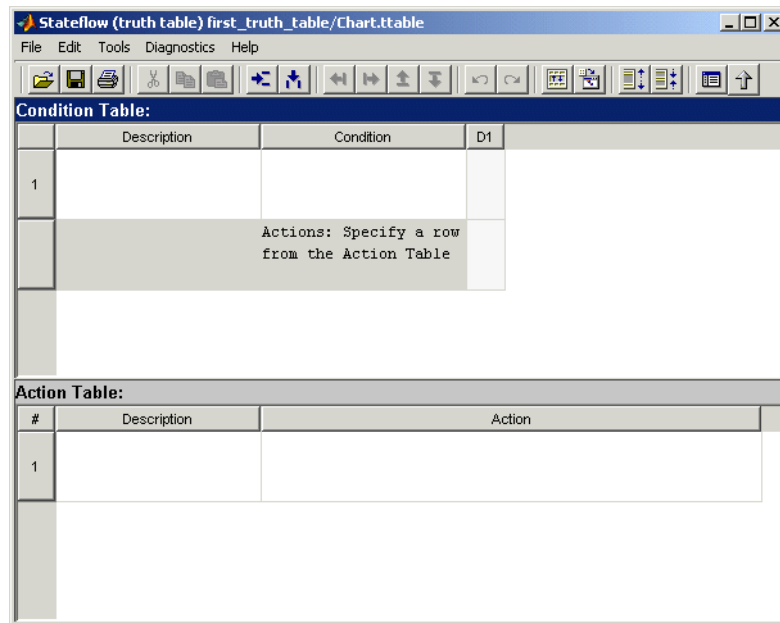 Stateflow (truth table) first_truth_table/Chart.ttable
File Edit Tools Diagnostics Help
Condition Table:
Description Condition D1
1
Actions: Specify a row
from the Action Table
Action Table:
# Description Action
1